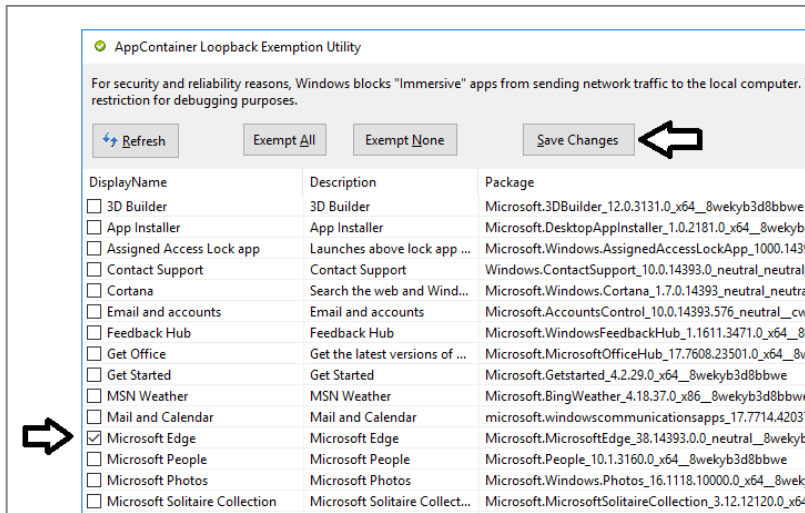 AppContainer Loopback Exemption Utility
For security and reliability reasons, Windows blocks "Immersive" apps from sending network traffic to the local computer.
restriction for debugging purposes.
Refresh Exempt All Exempt None Save Changes
DisplayName Description Package
3D Builder 3D Builder Microsoft.3DBuilder_12.0.3131.0_x64__8wekyb3d8bbwe
App Installer App Installer Microsoft.DesktopAppInstaller_1.0.2181.0_x64__8wekyb
Assigned Access Lock app Launches above lock app ... Microsoft.Windows.AssignedAccessLockApp_1000.143
Contact Support Contact Support Windows.ContactSupport_10.0.14393.0_neutral_neutral
Cortana Search the web and Wind... Microsoft.Windows.Cortana_1.7.0.14393_neutral_neutra
Email and accounts Email and accounts Microsoft.AccountsControl_10.0.14393.576_neutral__cw
Feedback Hub Feedback Hub Microsoft.WindowsFeedbackHub_1.1611.3471.0_x64__8
Get Office Get the latest versions of ... Microsoft.MicrosoftOfficeHub_17.7608.23501.0_x64__8w
Get Started Get Started Microsoft.Getstarted_4.2.29.0_x64__8wekyb3d8bbwe
MSN Weather MSN Weather Microsoft.BingWeather_4.18.37.0_x86__8wekyb3d8bbwe
Mail and Calendar Mail and Calendar microsoft.windowscommunicationsapps_17.7714.4203
Microsoft Edge Microsoft Edge Microsoft.MicrosoftEdge_38.14393.0.0_neutral__8wekyb
Microsoft People Microsoft People Microsoft.People_10.1.3160.0_x64__8wekyb3d8bbwe
Microsoft Photos Microsoft Photos Microsoft.Windows.Photos_16.1118.10000.0_x64__8wek
Microsoft Solitaire Collection Microsoft Solitaire Collect... Microsoft.MicrosoftSolitaireCollection_3.12.12120.0_x64